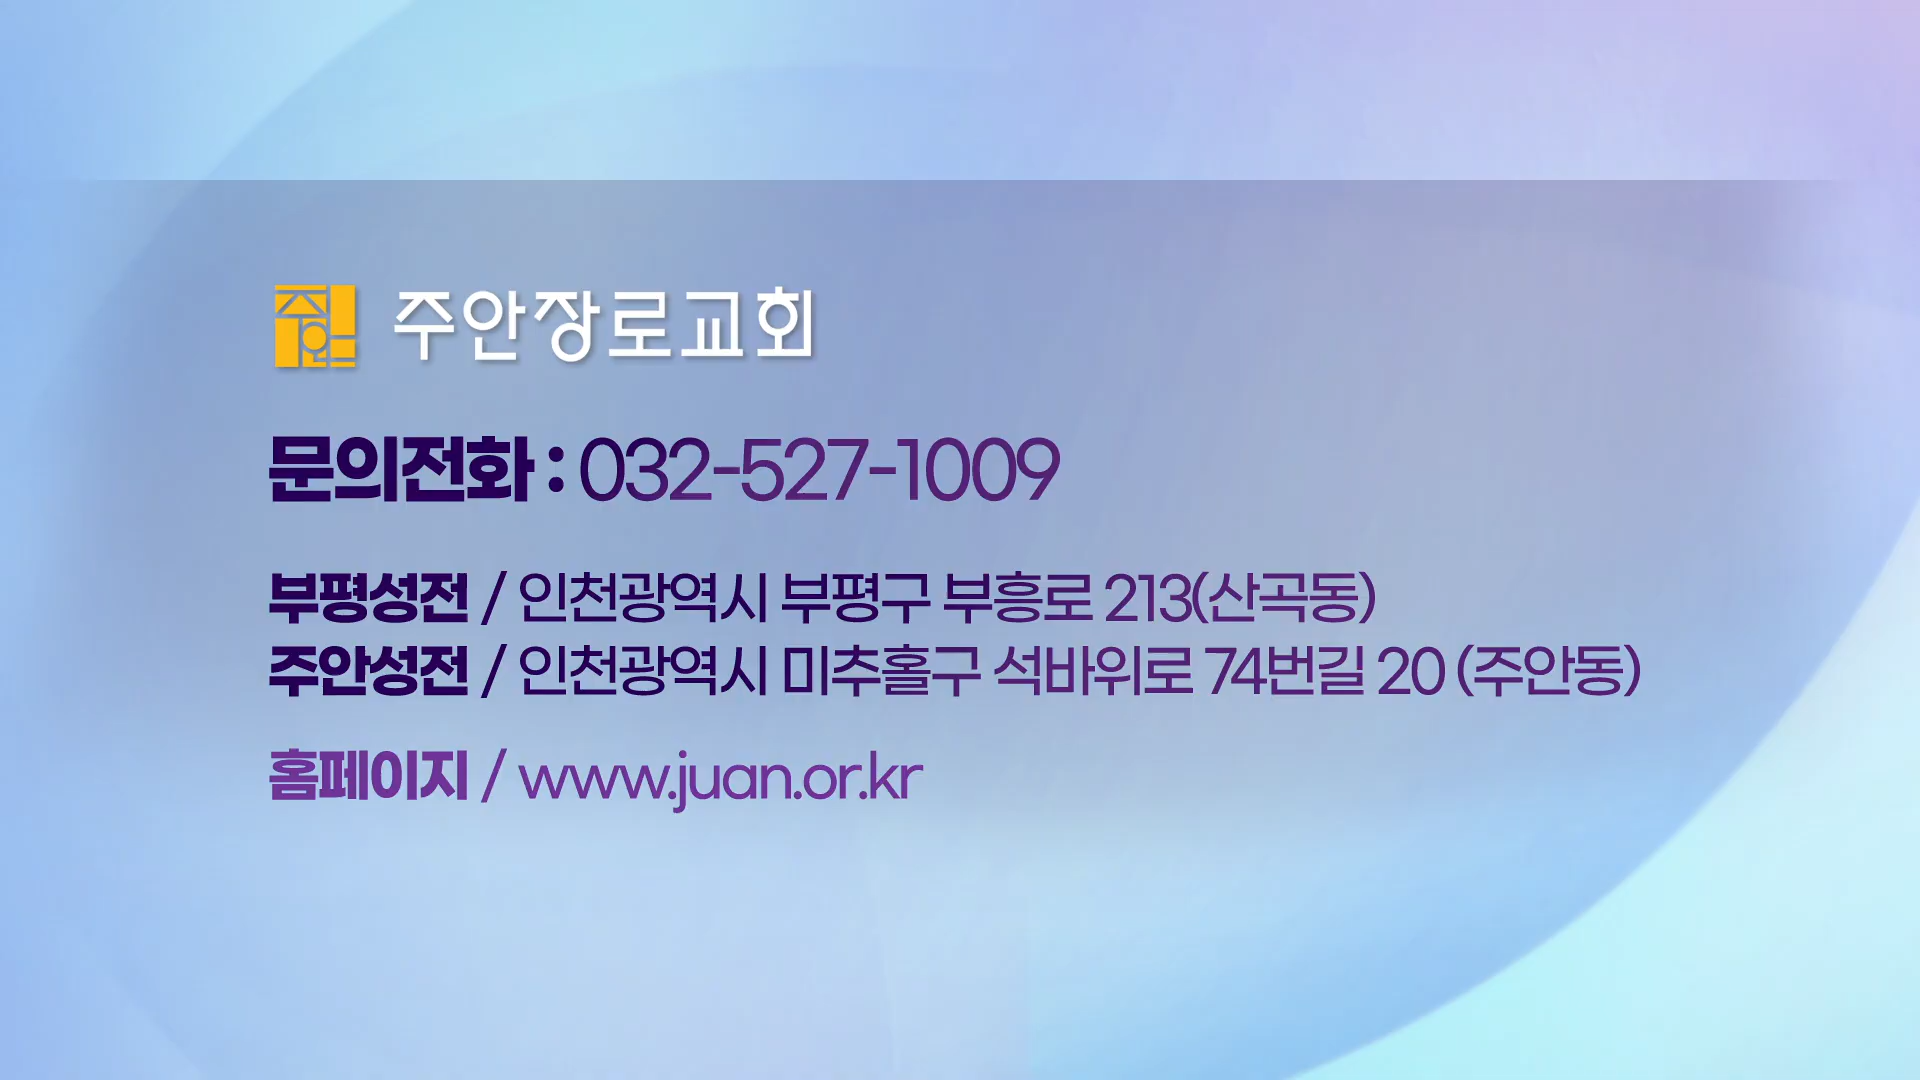 주안장로교회
문의전화 : 032-527-1009
부평성전 / 인천광역시 부평구 부흥로 213(산곡동)
주안성전 / 인천광역시 미추홀구 석바위로 74번길 20 (주안동)
홈페이지 / www.juan.or.kr